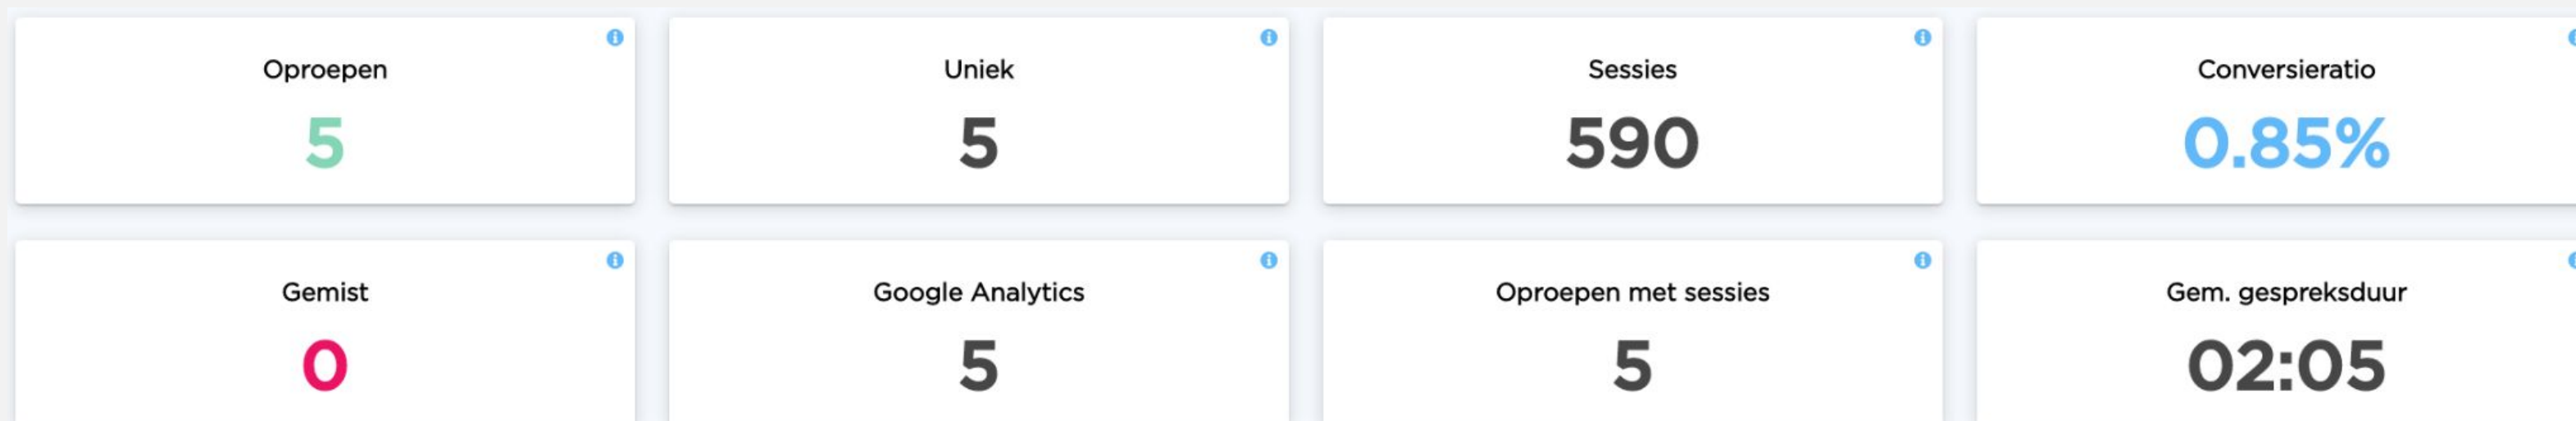 Oproepen
5
Uniek
5
Sessies
590
Conversieratio
0.85%
Gemist
0
Google Analytics
5
Oproepen met sessies
5
Gem. gespreksduur
02:05